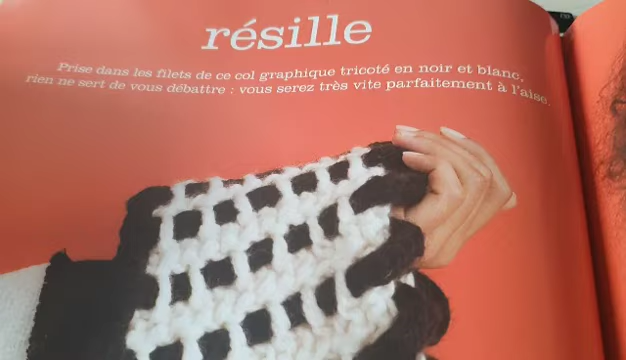 résille
Prise dans les filets de ce col graphique tricoté en noir et blanc,
rien ne sert de vous débattre : vous serez très vite parfaitement à l'aise.